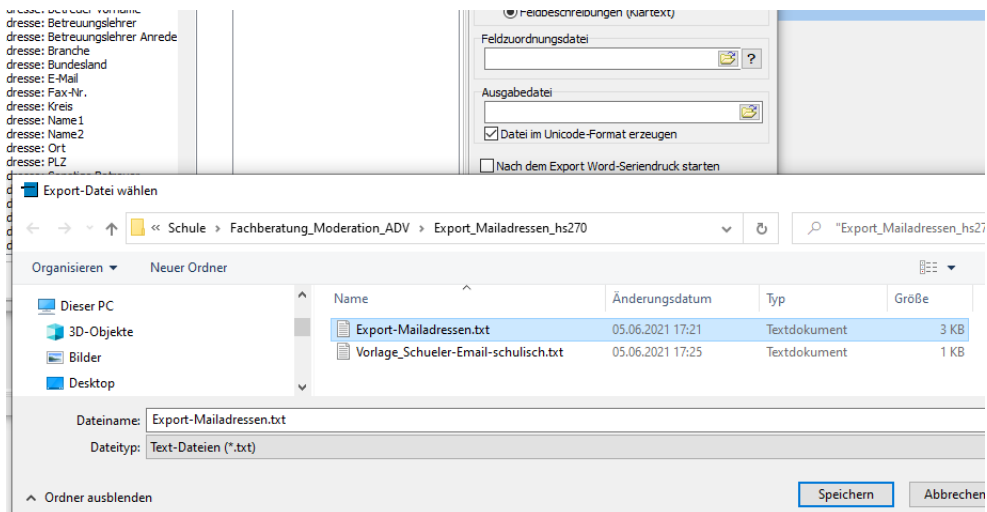 dresse: Betreuer Vorname
dresse: Betreuungslehrer
dresse: Betreuungslehrer Anrede
dresse: Branche
dresse: Bundesland
dresse: E-Mail
dresse: Fax-Nr.
dresse: Kreis
dresse: Name1
dresse: Name2
dresse: Ort
dresse: PLZ
Feldbeschreibungen (Klartext)
Feldzuordnungsdatei
?
Ausgabedatei
Datei im Unicode-Format erzeugen
Nach dem Export Word-Seriendruck starten
Export-Datei wählen
« Schule › Fachberatung_Moderation_ADV › Export_Mailadressen_hs270
"Export_Mailadressen_hs27
Organisieren Neuer Ordner
Dieser PC
3D-Objekte
Bilder
Desktop
Name Änderungsdatum Typ Größe
Export-Mailadressen.txt 05.06.2021 17:21 Textdokument 3 KB
Vorlage_Schueler-Email-schulisch.txt 05.06.2021 17:25 Textdokument 1 KB
Dateiname: Export-Mailadressen.txt
Dateityp: Text-Dateien (*.txt)
Ordner ausblenden
Speichern
Abbrechen